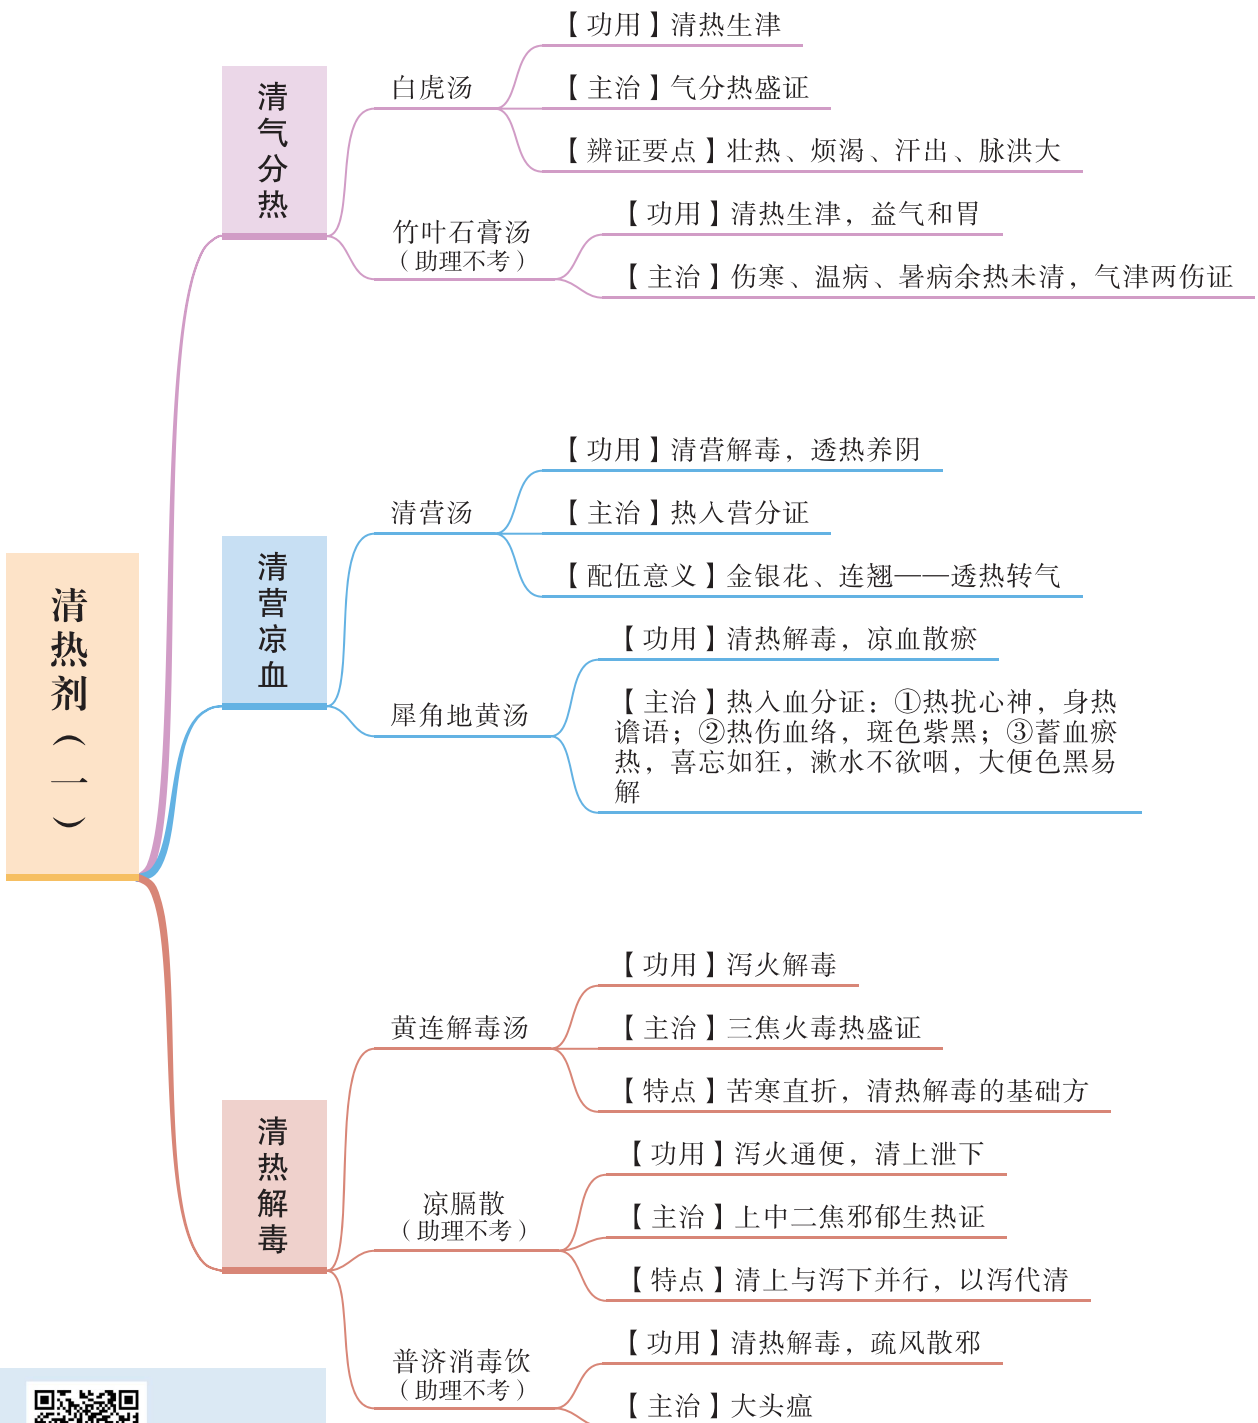 清热剂（一）
清气分热
白虎汤
【功用】清热生津
【主治】气分热盛证
【辨证要点】壮热、烦渴、汗出、脉洪大
竹叶石膏汤
（助理不考）
【功用】清热生津，益气和胃
【主治】伤寒、温病、暑病余热未清，气津两伤证
清营凉血
清营汤
【功用】清营解毒，透热养阴
【主治】热入营分证
【配伍意义】金银花、连翘——透热转气
犀角地黄汤
【功用】清热解毒，凉血散瘀
【主治】热入血分证：①热扰心神，身热
谵语；②热伤血络，斑色紫黑；③蓄血瘀
热，喜忘如狂，漱水不欲咽，大便色黑易
解
清热解毒
黄连解毒汤
【功用】泻火解毒
【主治】三焦火毒热盛证
【特点】苦寒直折，清热解毒的基础方
凉膈散
（助理不考）
【功用】泻火通便，清上泄下
【主治】上中二焦邪郁生热证
【特点】清上与泻下并行，以泻代清
普济消毒饮
（助理不考）
【功用】清热解毒，疏风散邪
【主治】大头瘟